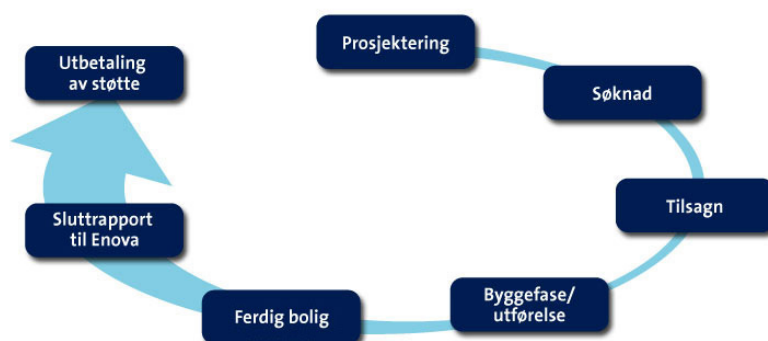 Prosjektering
Søknad
Tilsagn
Byggefase/
utførelse
Ferdig bolig
Sluttrapport
til Enova
Utbetaling
av støtte